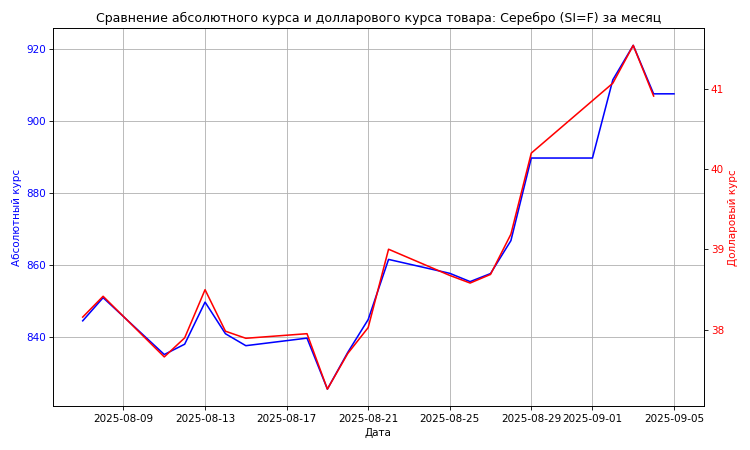 Сравнение абсолютного курса и долларового курса товара: Серебро (SI=F) за месяц
920
900
880
860
840
Абсолютный курс
41
40
39
38
Долларовый курс
2025-08-09 2025-08-13 2025-08-17 2025-08-21 2025-08-25 2025-08-29 2025-09-01 2025-09-05
Дата